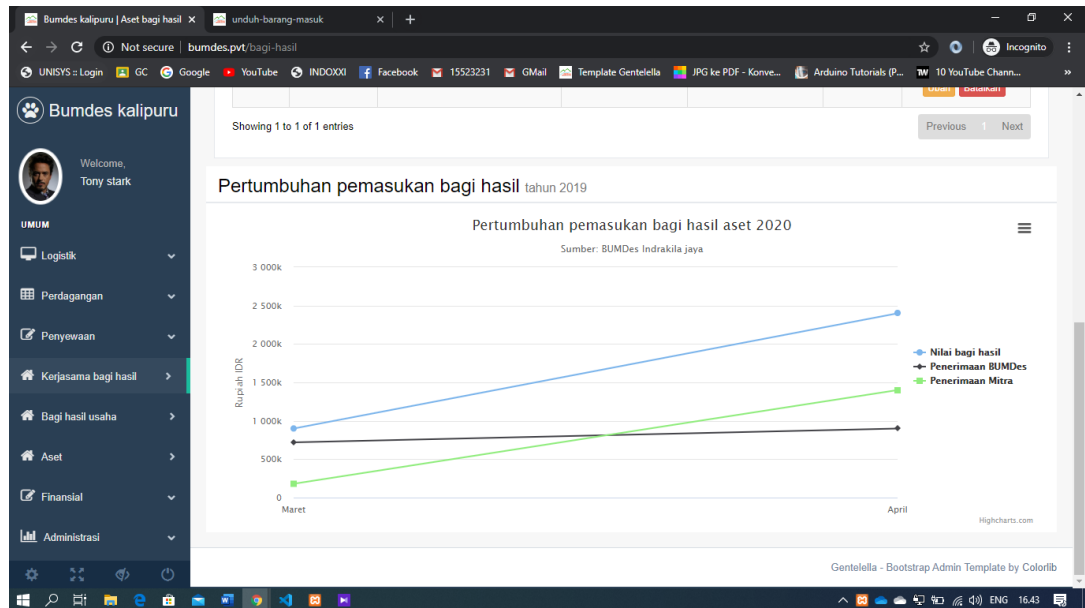 Bumdes kalipuru | Aset bagi hasil
unduh-barang-masuk
Not secure | bumdes.pvt/bagi-hasil
Incognito
UNISYS :: Login
GC
Google
YouTube
INDOXXI
Facebook
15523231
GMail
Template Gentelella
JPG ke PDF - Konve...
Arduino Tutorials (P...
10 YouTube Chann...
Bumdes kalipuru
Welcome,
Tony stark
UMUM
Logistik
Perdagangan
Penyewaan
Kerjasama bagi hasil
Bagi hasil usaha
Aset
Finansial
Administrasi
Ubah Batalkan
Showing 1 to 1 of 1 entries
Previous 1 Next
Pertumbuhan pemasukan bagi hasil tahun 2019
Pertumbuhan pemasukan bagi hasil aset 2020
Sumber: BUMDes Indrakila jaya
Rupiah IDR
3 000k
2 500k
2 000k
1 500k
1 000k
500k
0
Maret
April
Nilai bagi hasil
Penerimaan BUMDes
Penerimaan Mitra
Highcharts.com
Gentelella - Bootstrap Admin Template by Colorlib
ENG 16.43